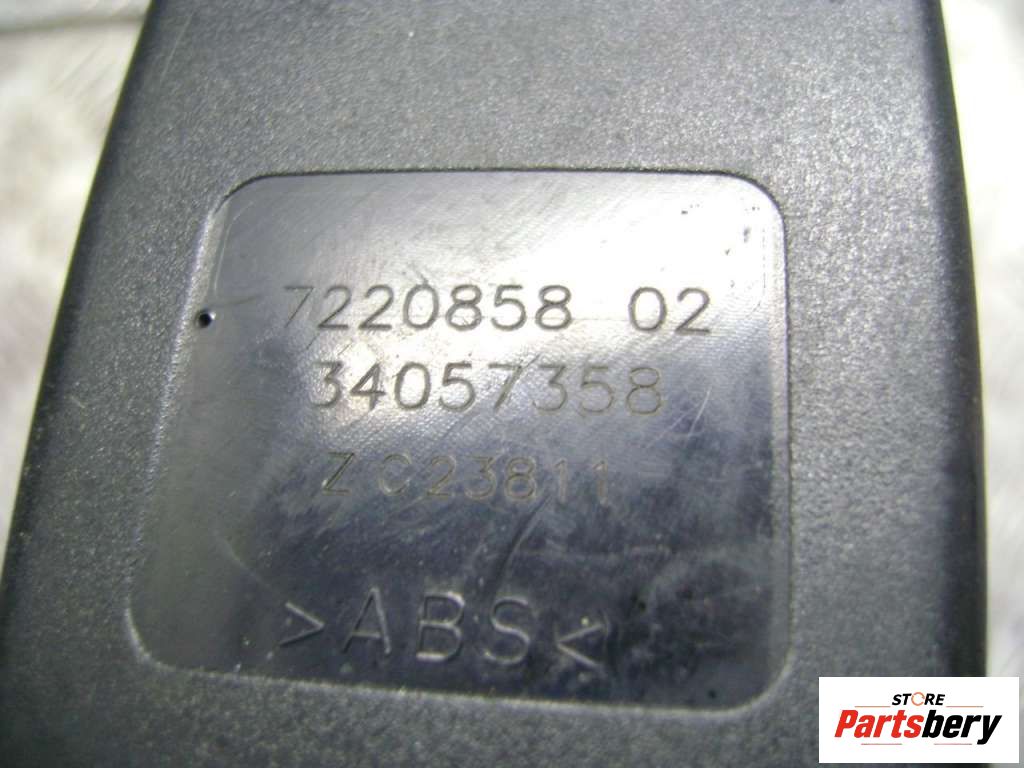 7220858 02
34057358
Z C23811
>ABS<
STORE
Partsbery